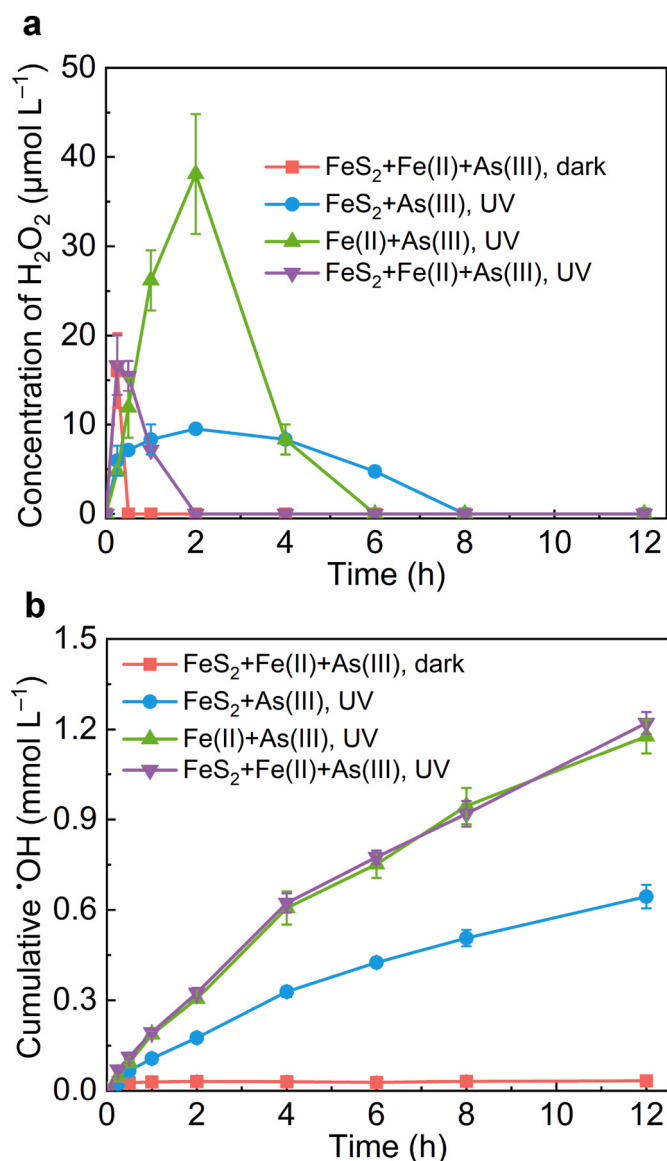 a
Concentration of H₂O₂ (μmol L⁻¹)
50
40
30
20
10
0
FeS₂+Fe(II)+As(III), dark
FeS₂+As(III), UV
Fe(II)+As(III), UV
FeS₂+Fe(II)+As(III), UV
0 2 4 6 8 10 12
Time (h)
b
Cumulative •OH (mmol L⁻¹)
1.5
1.2
0.9
0.6
0.3
0.0
FeS₂+Fe(II)+As(III), dark
FeS₂+As(III), UV
Fe(II)+As(III), UV
FeS₂+Fe(II)+As(III), UV
0 2 4 6 8 10 12
Time (h)